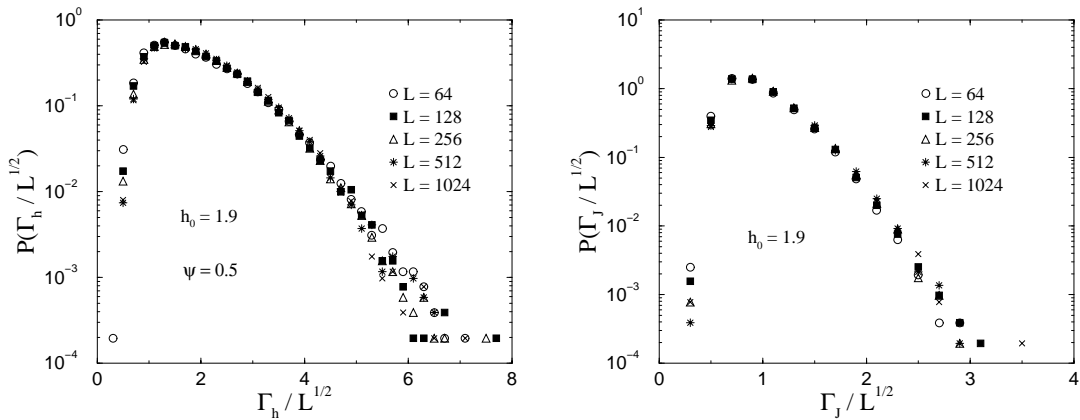 10^1
10^0
10^-1
10^-2
10^-3
10^-4
P(Γ_h / L^1/2)
L = 64
L = 128
L = 256
L = 512
L = 1024
h_0 = 1.9
ψ = 0.5
0 2 4 6 8
Γ_h / L^1/2
10^1
10^0
10^-1
10^-2
10^-3
10^-4
P(Γ_J / L^1/2)
L = 64
L = 128
L = 256
L = 512
L = 1024
h_0 = 1.9
0 1 2 3 4
Γ_J / L^1/2